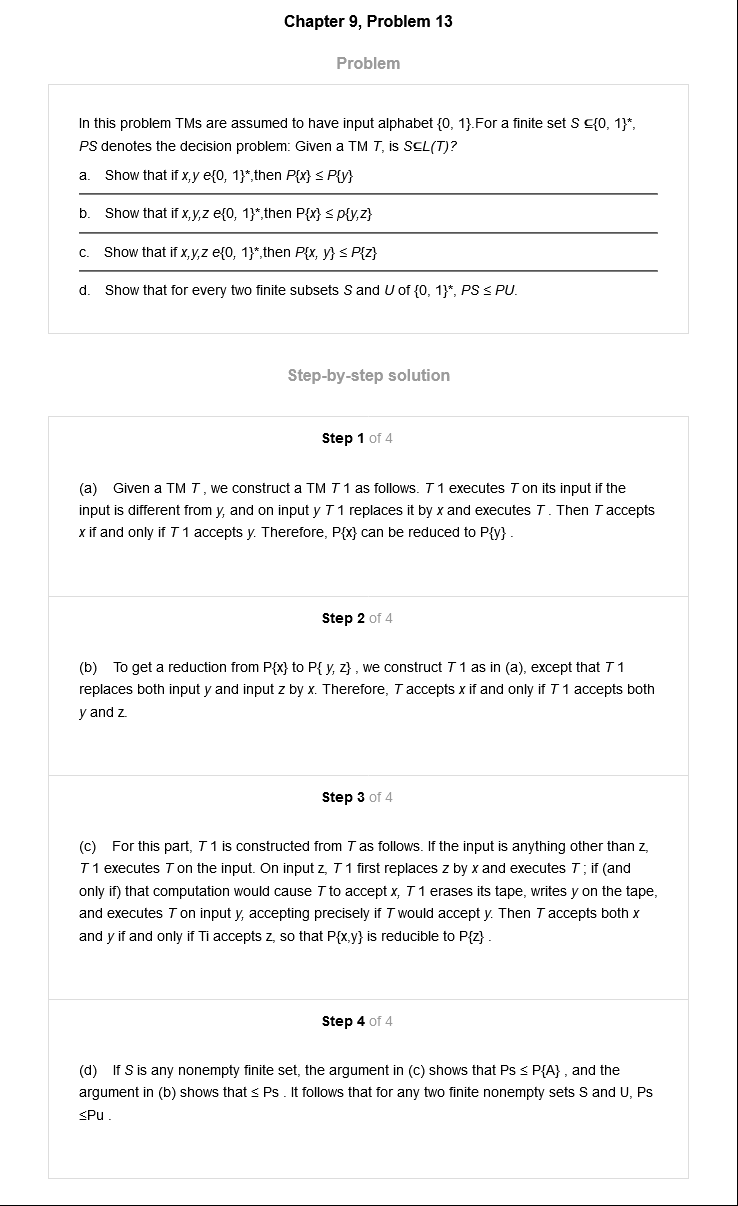 Chapter 9, Problem 13
Problem
In this problem TMs are assumed to have input alphabet {0, 1}.For a finite set S ⊆{0, 1}*,
PS denotes the decision problem: Given a TM T, is S⊆L(T)?
a. Show that if x,y e{0, 1}*,then P{x} ≤ P{y}
b. Show that if x,y,z e{0, 1}*,then P{x} ≤ p{y,z}
c. Show that if x,y,z e{0, 1}*,then P{x, y} ≤ P{z}
d. Show that for every two finite subsets S and U of {0, 1}*, PS ≤ PU.
Step-by-step solution
Step 1 of 4
(a) Given a TM T , we construct a TM T 1 as follows. T 1 executes T on its input if the
input is different from y, and on input y T 1 replaces it by x and executes T . Then T accepts
x if and only if T 1 accepts y. Therefore, P{x} can be reduced to P{y} .
Step 2 of 4
(b) To get a reduction from P{x} to P{ y, z} , we construct T 1 as in (a), except that T 1
replaces both input y and input z by x. Therefore, T accepts x if and only if T 1 accepts both
y and z.
Step 3 of 4
(c) For this part, T 1 is constructed from T as follows. If the input is anything other than z,
T 1 executes T on the input. On input z, T 1 first replaces z by x and executes T ; if (and
only if) that computation would cause T to accept x, T 1 erases its tape, writes y on the tape,
and executes T on input y, accepting precisely if T would accept y. Then T accepts both x
and y if and only if Ti accepts z, so that P{x,y} is reducible to P{z} .
Step 4 of 4
(d) If S is any nonempty finite set, the argument in (c) shows that Ps ≤ P{A} , and the
argument in (b) shows that ≤ Ps . It follows that for any two finite nonempty sets S and U, Ps
≤Pu .